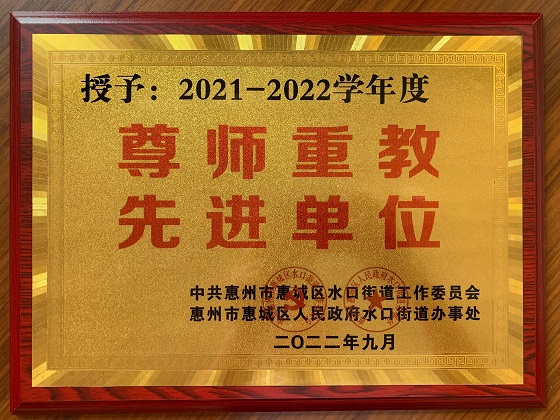 授予：2021-2022学年度
尊师重教
先进单位
中共惠州市惠城区水口街道工作委员会
惠州市惠城区人民政府水口街道办事处
二〇二二年九月